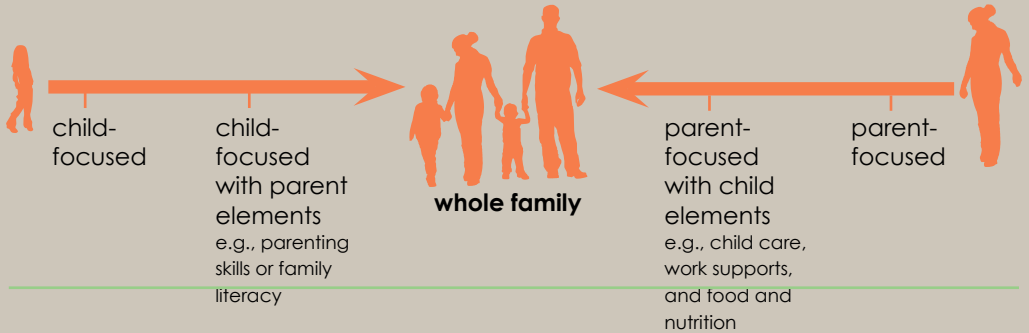 child-
focused
child-
focused
with parent
elements
e.g., parenting
skills or family
literacy
whole family
parent-
focused
with child
elements
e.g., child care,
work supports,
and food and
nutrition
parent-
focused